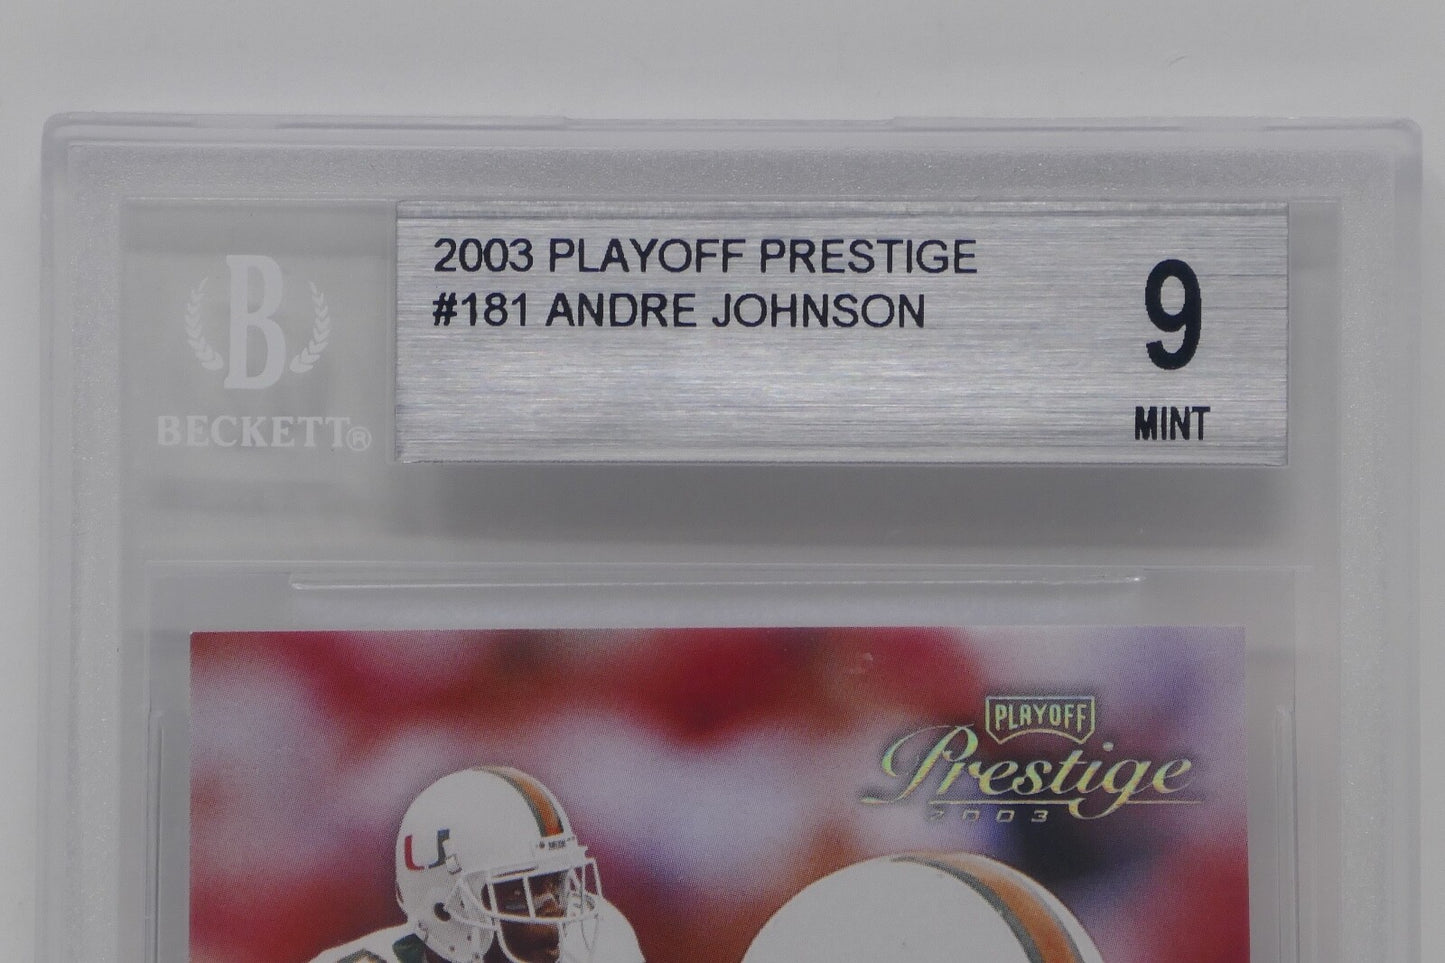 2003 PLAYOFF PRESTIGE
#181 ANDRE JOHNSON
9
MINT
B
BECKETT®
PLAYOFF
Prestige
2003
U